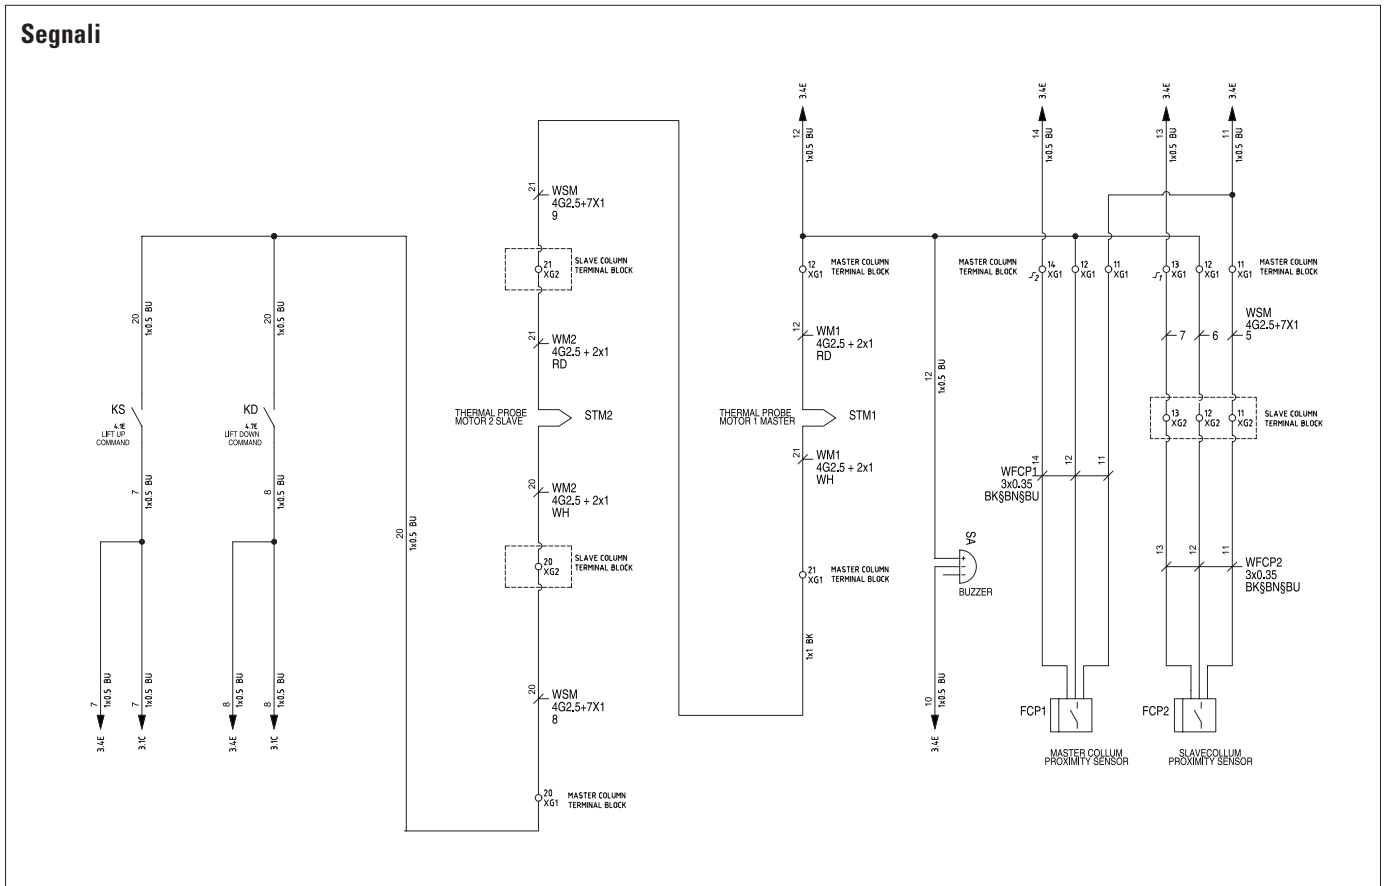 Segnali
3.4E
3.4E
3.4E
3.4E
12
1x0.5 BU
14
1x0.5 BU
13
1x0.5 BU
11
1x0.5 BU
21
WSM
4G2.5+7X1
9
21
XG2
SLAVE COLUMN
TERMINAL BLOCK
12
XG1
MASTER COLUMN
TERMINAL BLOCK
MASTER COLUMN
TERMINAL BLOCK
2
14
XG1
12
XG1
11
XG1
1
13
XG1
12
XG1
11
XG1
MASTER COLUMN
TERMINAL BLOCK
20
1x0.5 BU
20
1x0.5 BU
21
WM2
4G2.5 + 2x1
RD
12
WM1
4G2.5 + 2x1
RD
7
6
WSM
4G2.5+7X1
5
12
1x0.5 BU
KS
4.1E
LIFT UP
COMMAND
KD
4.7E
LIFT DOWN
COMMAND
THERMAL PROBE
MOTOR 2 SLAVE
STM2
THERMAL PROBE
MOTOR 1 MASTER
STM1
13
XG2
12
XG2
11
XG2
SLAVE COLUMN
TERMINAL BLOCK
7
1x0.5 BU
8
1x0.5 BU
20
WM2
4G2.5 + 2x1
WH
21
WM1
4G2.5 + 2x1
WH
WFCP1
3x0.35
BK§BN§BU
14
12
11
20
1x0.5 BU
20
XG2
SLAVE COLUMN
TERMINAL BLOCK
21
XG1
MASTER COLUMN
TERMINAL BLOCK
SA
+
−
−
BUZZER
13
12
11
WFCP2
3x0.35
BK§BN§BU
1x1 BK
7
1x0.5 BU
7
1x0.5 BU
8
1x0.5 BU
8
1x0.5 BU
20
WSM
4G2.5+7X1
8
10
1x0.5 BU
FCP1
FCP2
3.4E
3.1C
3.4E
3.1C
3.4E
MASTER COLLUM
PROXIMITY SENSOR
SLAVECOLLUM
PROXIMITY SENSOR
20
XG1
MASTER COLUMN
TERMINAL BLOCK